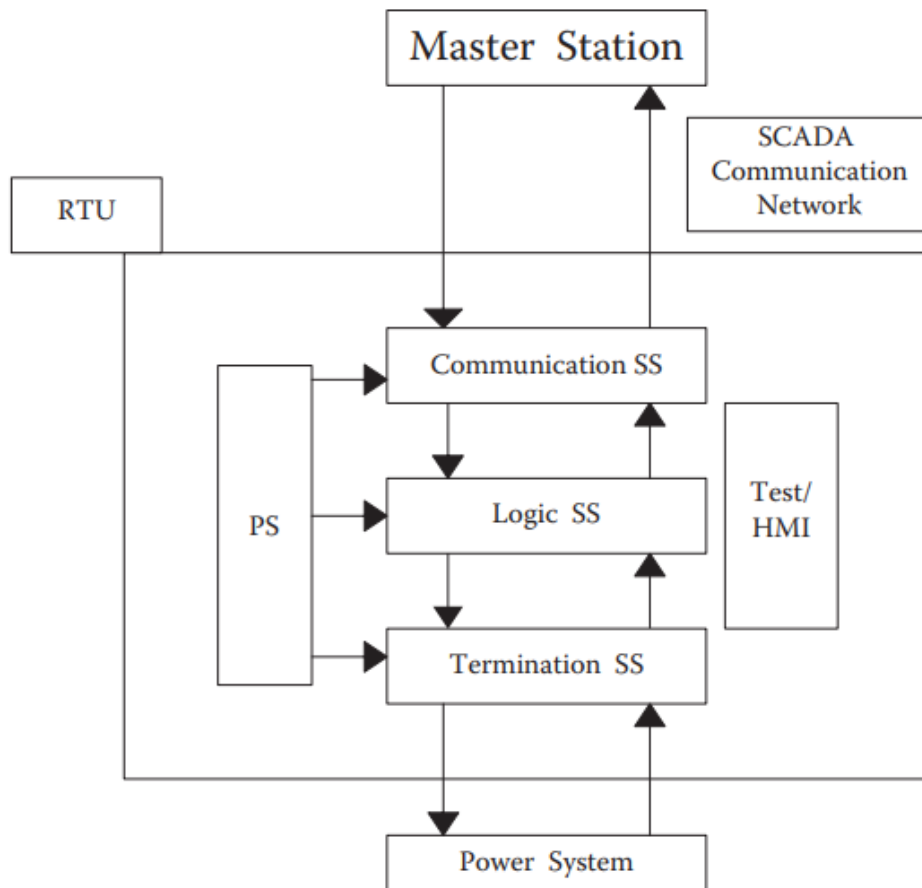 Master Station
SCADA
Communication
Network
RTU
Communication SS
PS
Logic SS
Test/
HMI
Termination SS
Power System